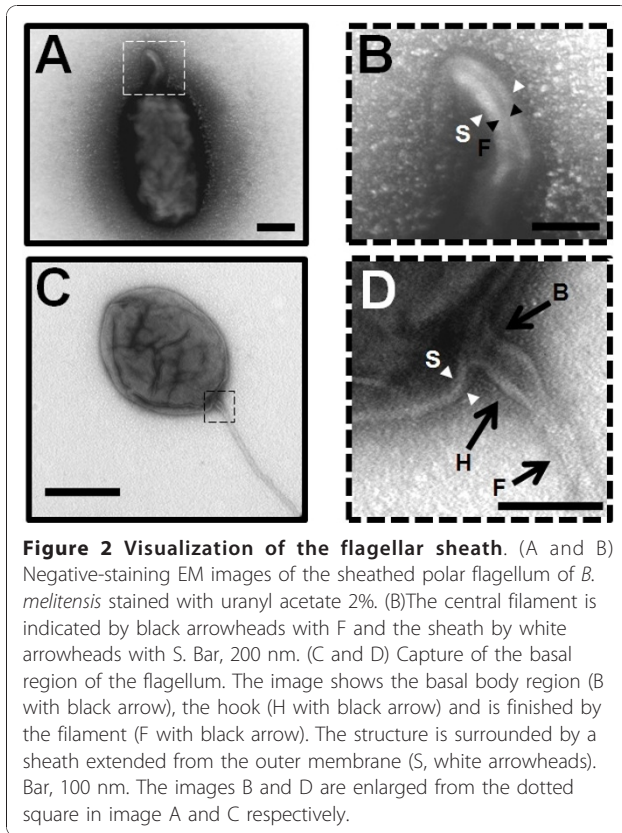 A
B
S
F
C
D
B
S
H
F
Figure 2 Visualization of the flagellar sheath. (A and B)
Negative-staining EM images of the sheathed polar flagellum of B.
melitensis stained with uranyl acetate 2%. (B)The central filament is
indicated by black arrowheads with F and the sheath by white
arrowheads with S. Bar, 200 nm. (C and D) Capture of the basal
region of the flagellum. The image shows the basal body region (B
with black arrow), the hook (H with black arrow) and is finished by
the filament (F with black arrow). The structure is surrounded by a
sheath extended from the outer membrane (S, white arrowheads).
Bar, 100 nm. The images B and D are enlarged from the dotted
square in image A and C respectively.